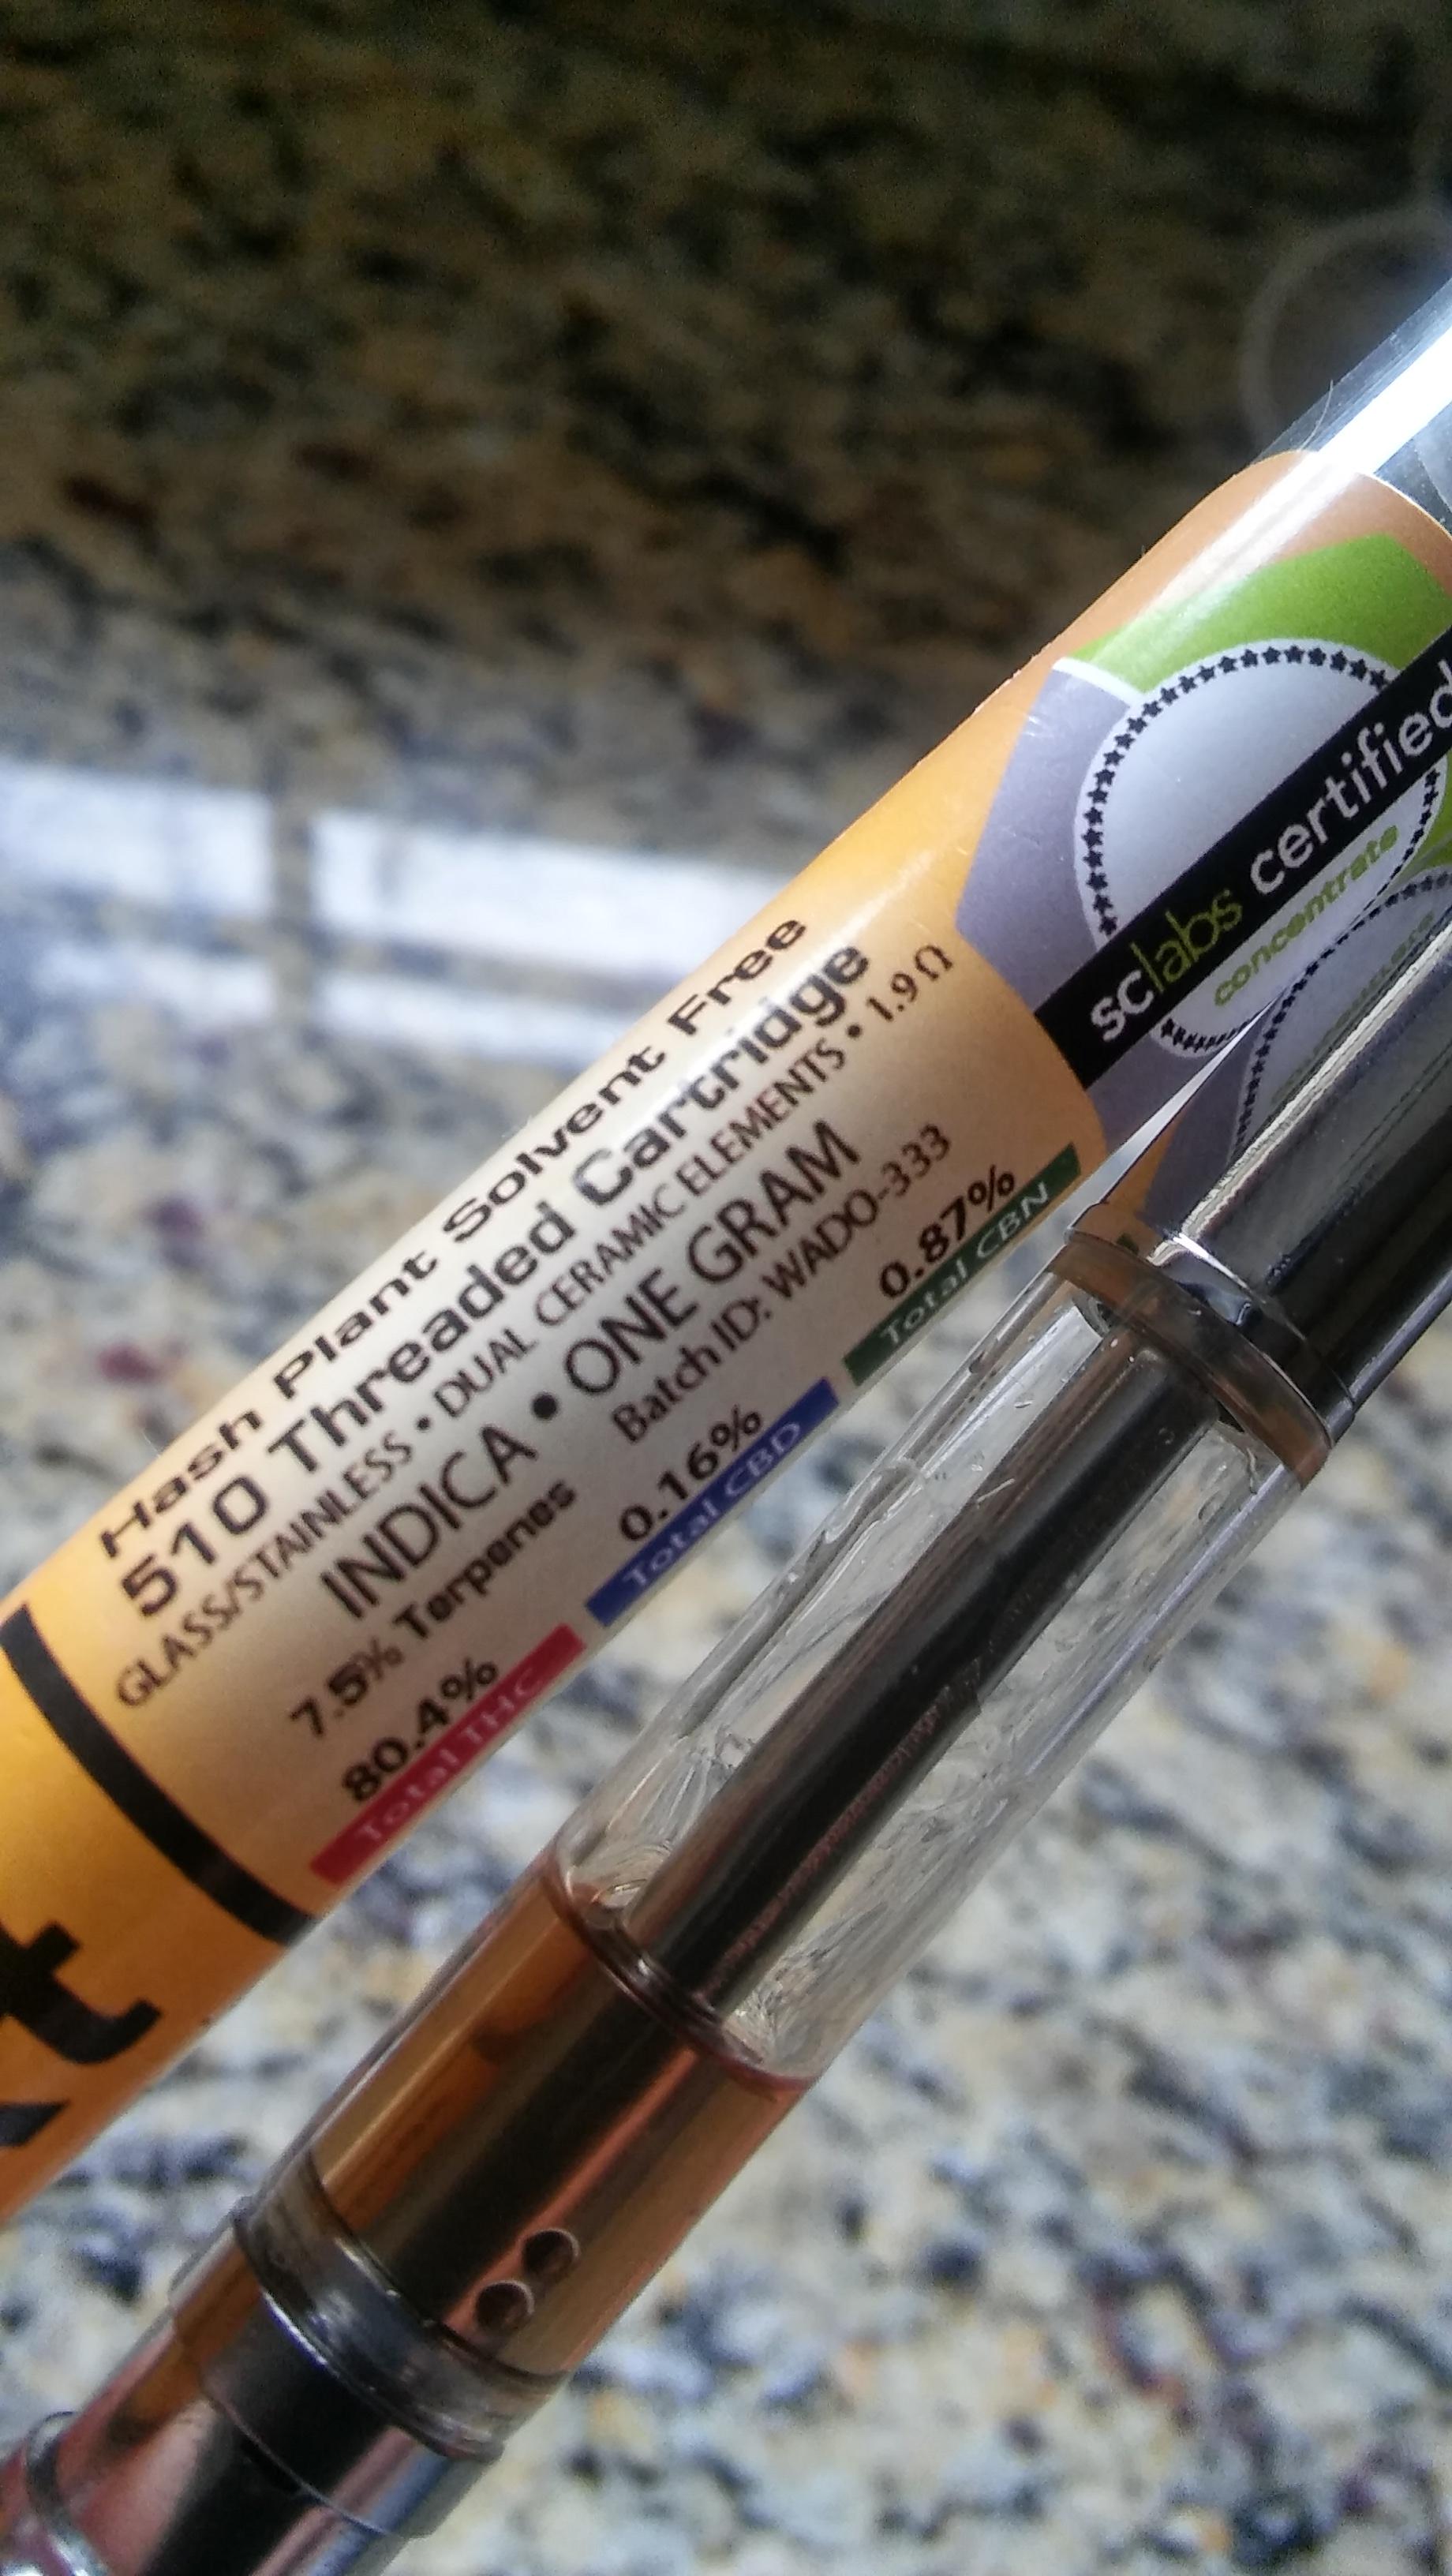 Hash Plant Solvent Free
510 Threaded Cartridge
GLASS/STAINLESS • DUAL CERAMIC ELEMENTS • 1.9 Ω
INDICA • ONE GRAM
7.5% Terpenes
Batch ID: WADO-333
80.4%
Total THC
0.16%
Total CBD
0.87%
Total CBN
sclabs certified
concentrate